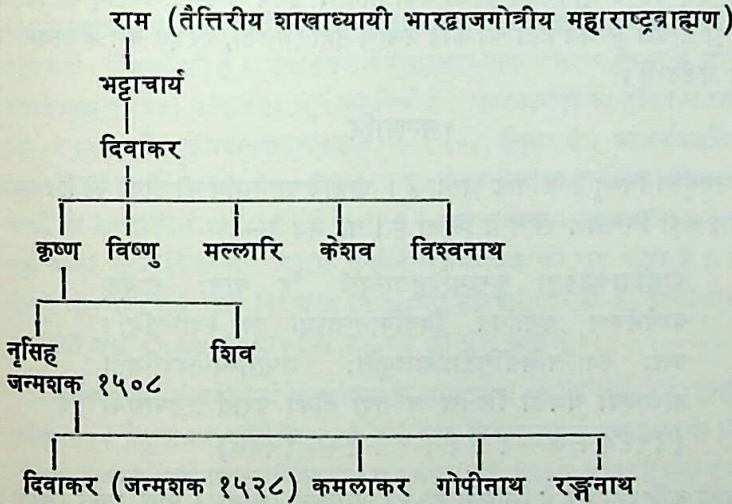 राम (तैत्तिरीय शाखाध्यायी भारद्वाजगोत्रीय महाराष्ट्रब्राह्मण)
भट्टाचार्य
दिवाकर
कृष्ण विष्णु मल्लारि केशव विश्वनाथ
नृसिंह शिव
जन्मशक १५०८
दिवाकर (जन्मशक १५२८) कमलाकर गोपीनाथ रङ्गनाथ